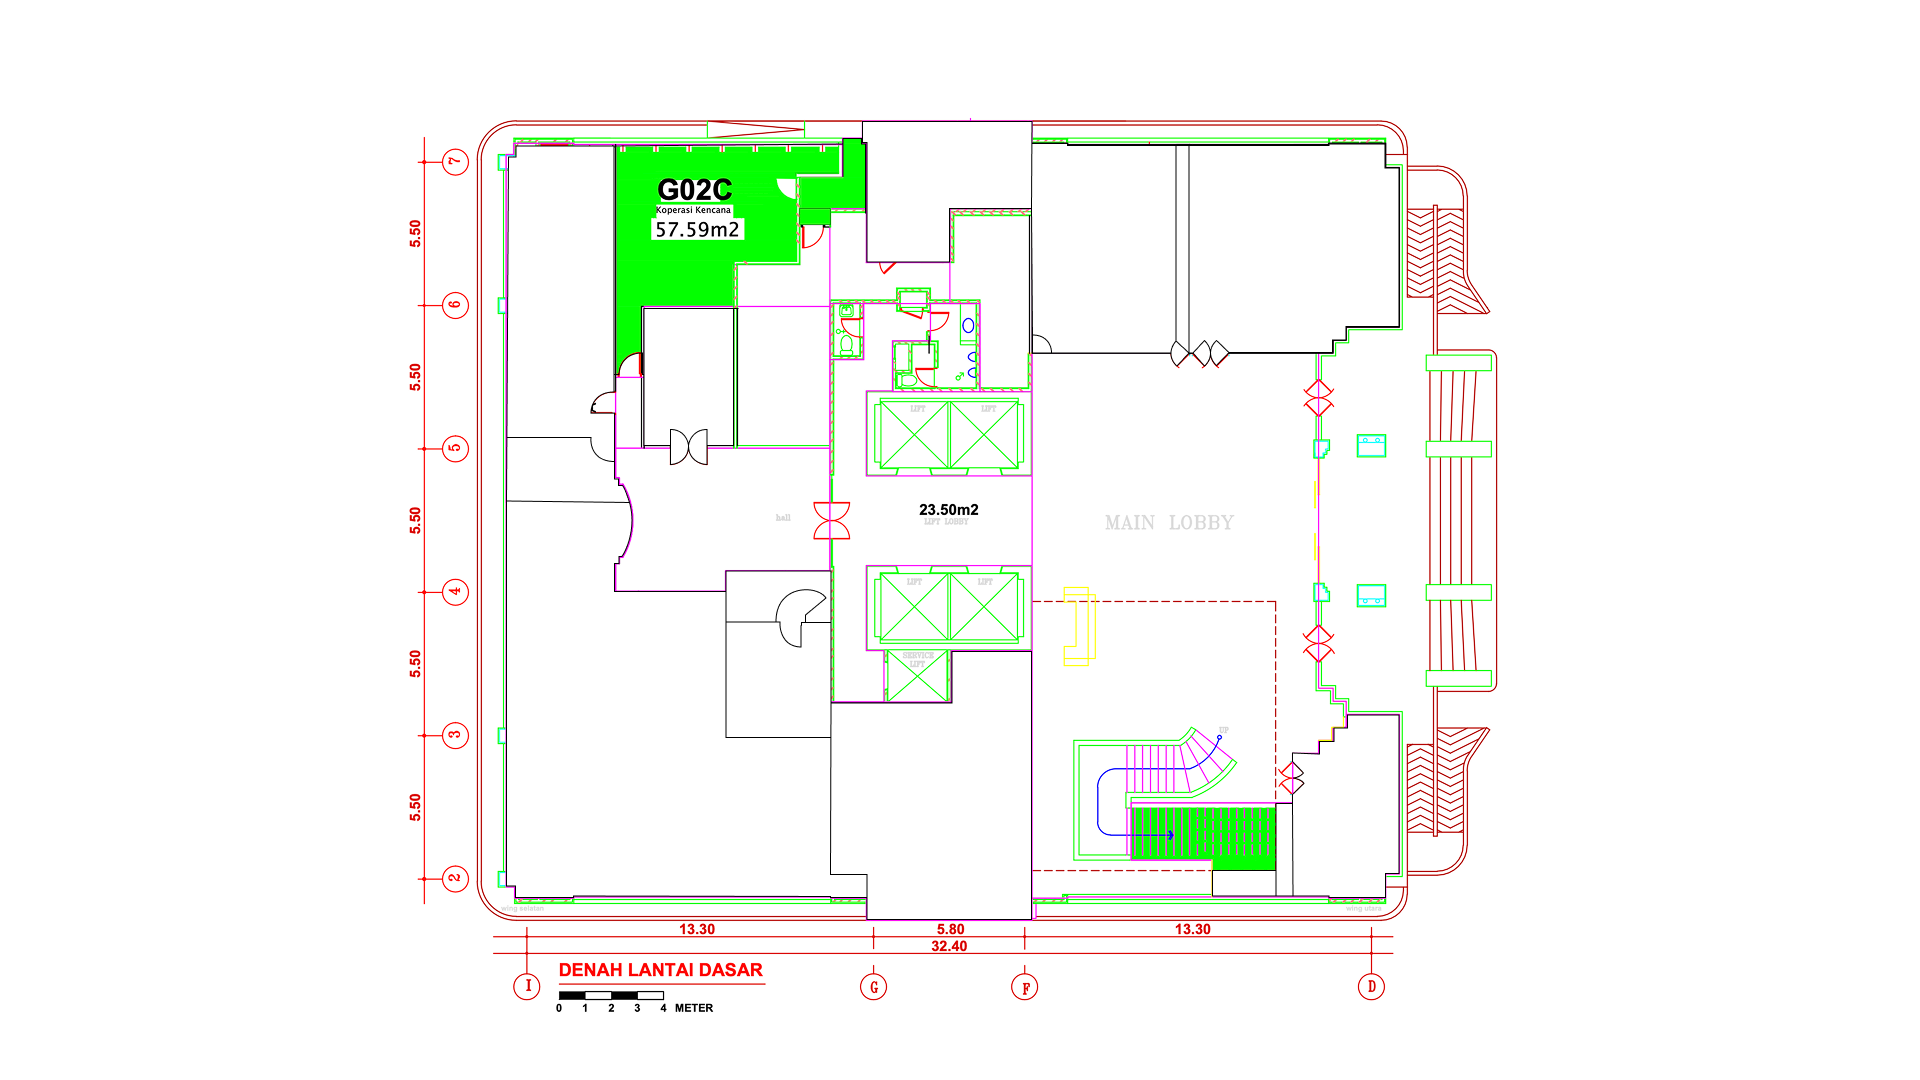 7
G02C
Koperasi Kencana
57.59m2
5.50
6
5.50
LIFT
LIFT
5
23.50m2
LIFT LOBBY
hall
MAIN LOBBY
5.50
LIFT
LIFT
4
5.50
SERVICE
LIFT
UP
3
5.50
2
wing selatan
wing utara
13.30
5.80
13.30
32.40
DENAH LANTAI DASAR
I
G
F
D
0 1 2 3 4 METER